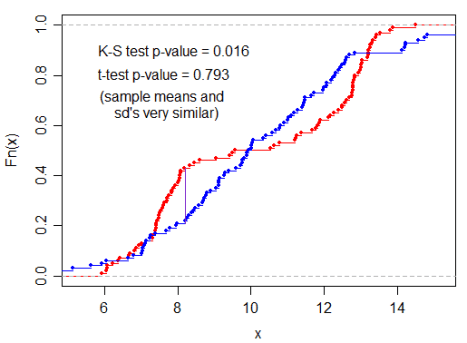 K-S test p-value = 0.016
t-test p-value = 0.793
(sample means and
sd's very similar)
Fn(x)
1.0
0.8
0.6
0.4
0.2
0.0
6 8 10 12 14
x